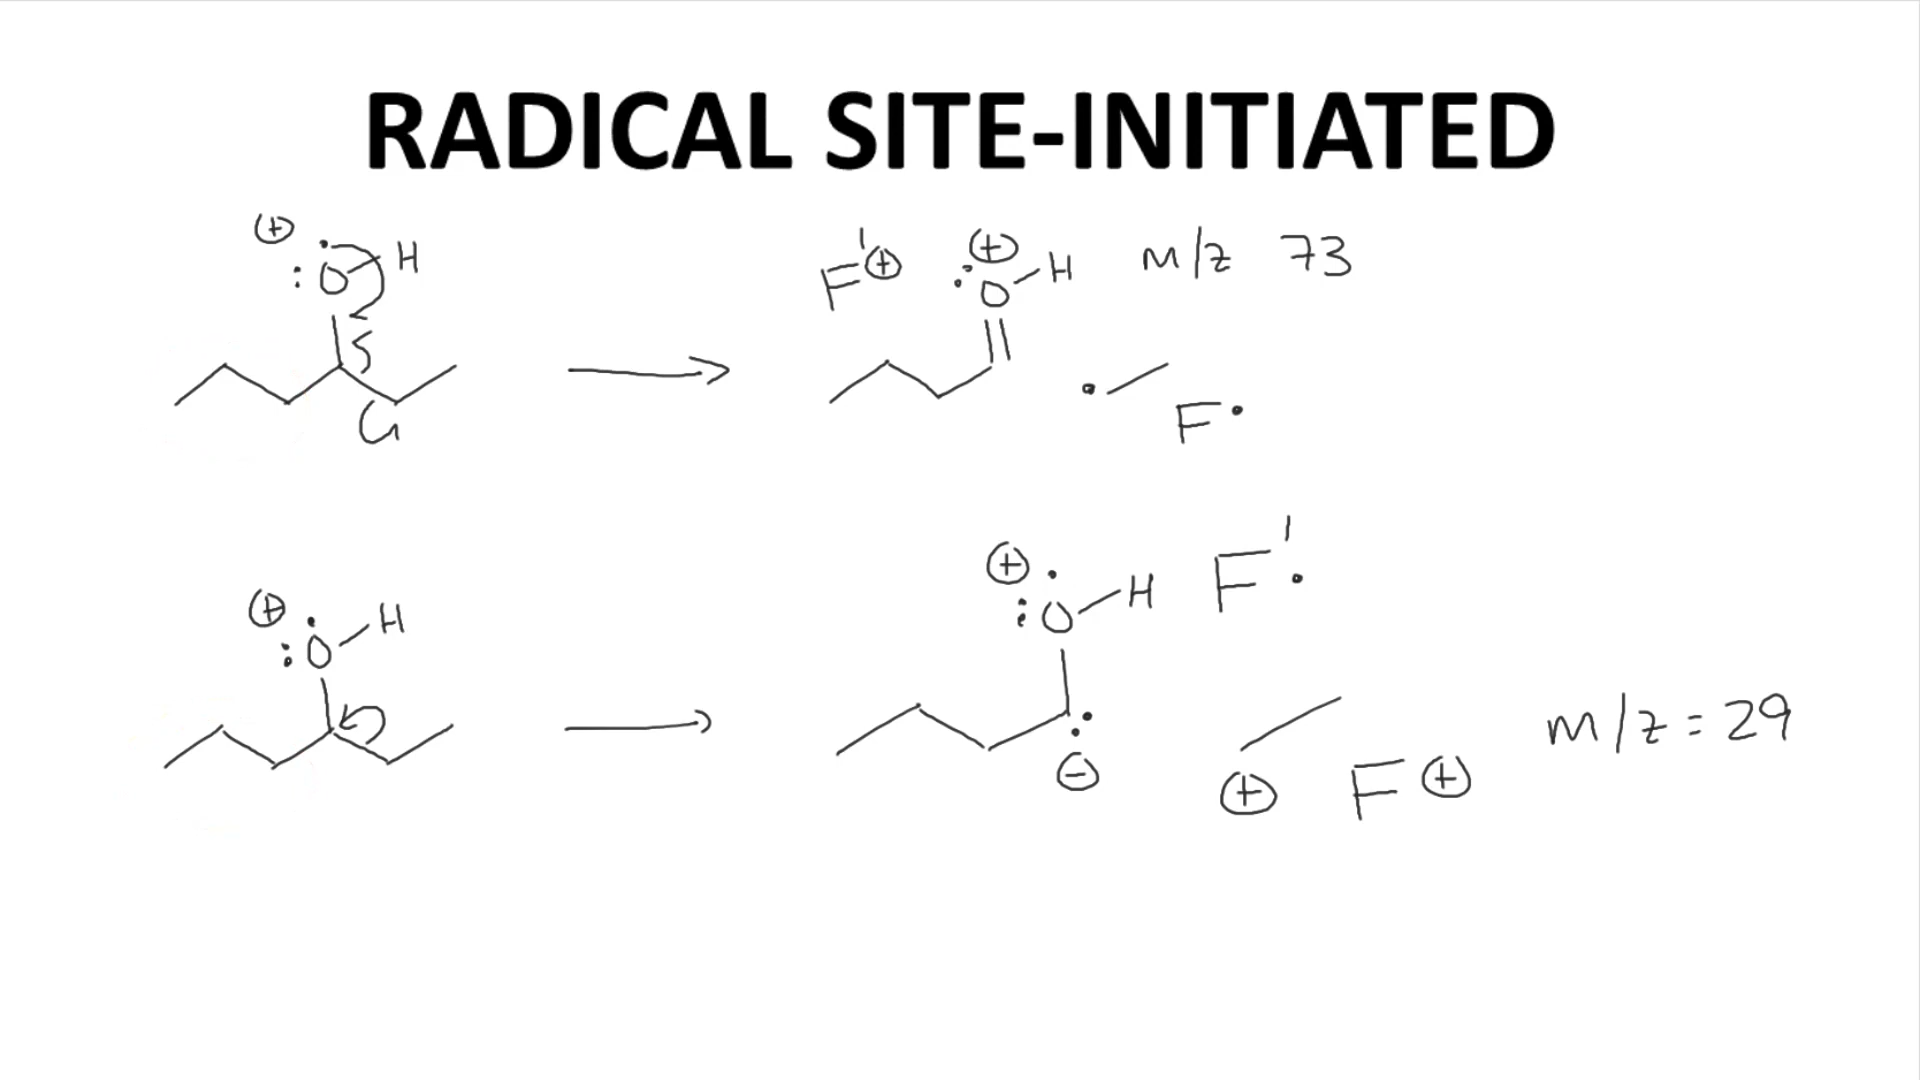 RADICAL SITE-INITIATED
⊕ • : O H
F'⊕ ⊕ : O H m/z 73
• F•
⊕ • : O H
⊕ • : O H F'•
: ⊖
⊕ F⊕ m/z = 29